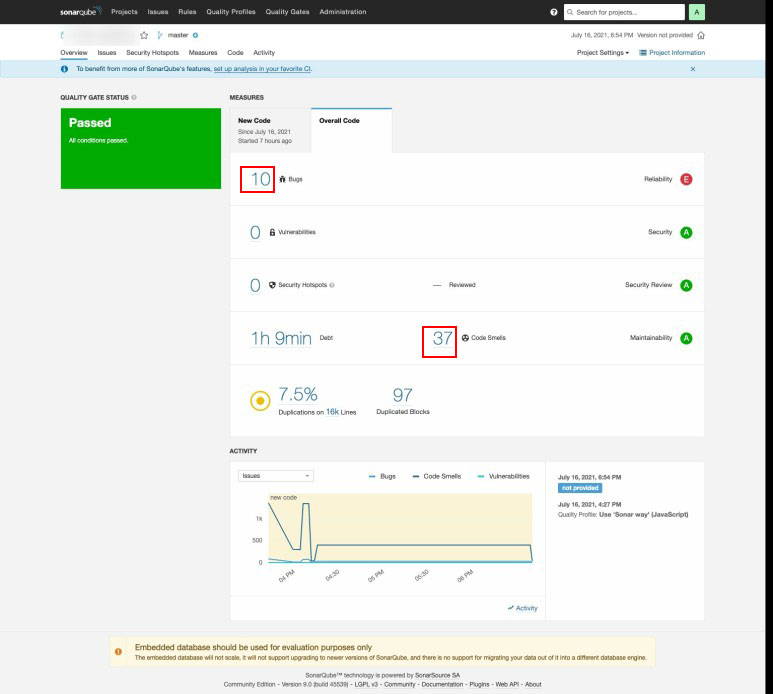 sonarqube Projects Issues Rules Quality Profiles Quality Gates Administration Search for projects... A
master July 16, 2021, 6:54 PM Version not provided
Overview Issues Security Hotspots Measures Code Activity Project Settings Project Information
To benefit from more of SonarQube's features, set up analysis in your favorite CI.
QUALITY GATE STATUS
MEASURES
Passed
All conditions passed.
New Code
Since July 16, 2021
Started 7 hours ago
Overall Code
10 Bugs Reliability E
0 Vulnerabilities Security A
0 Security Hotspots — Reviewed Security Review A
1h 9min Debt 37 Code Smells Maintainability A
7.5%
Duplications on 16k Lines
97
Duplicated Blocks
ACTIVITY
Issues
Bugs Code Smells Vulnerabilities
new code
1k
500
0
04 PM 04:30 05 PM 05:30 06 PM
Activity
July 16, 2021, 6:54 PM
not provided
July 16, 2021, 4:27 PM
Quality Profile: Use 'Sonar way' (JavaScript)
Embedded database should be used for evaluation purposes only
The embedded database will not scale, it will not support upgrading to newer versions of SonarQube, and there is no support for migrating your data out of it into a different database engine.
SonarQube™ technology is powered by SonarSource SA
Community Edition - Version 9.0 (build 45539) - LGPL v3 - Community - Documentation - Plugins - Web API - About